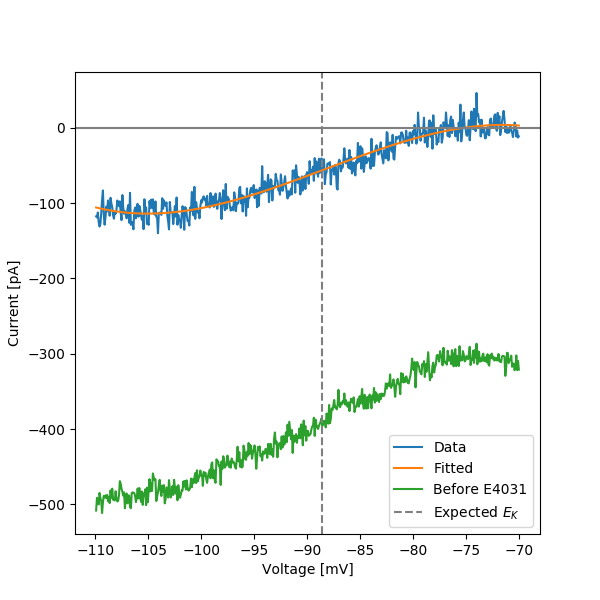 0
−100
−200
−300
−400
−500
Current [pA]
−110
−105
−100
−95
−90
−85
−80
−75
−70
Voltage [mV]
Data
Fitted
Before E4031
Expected E_K